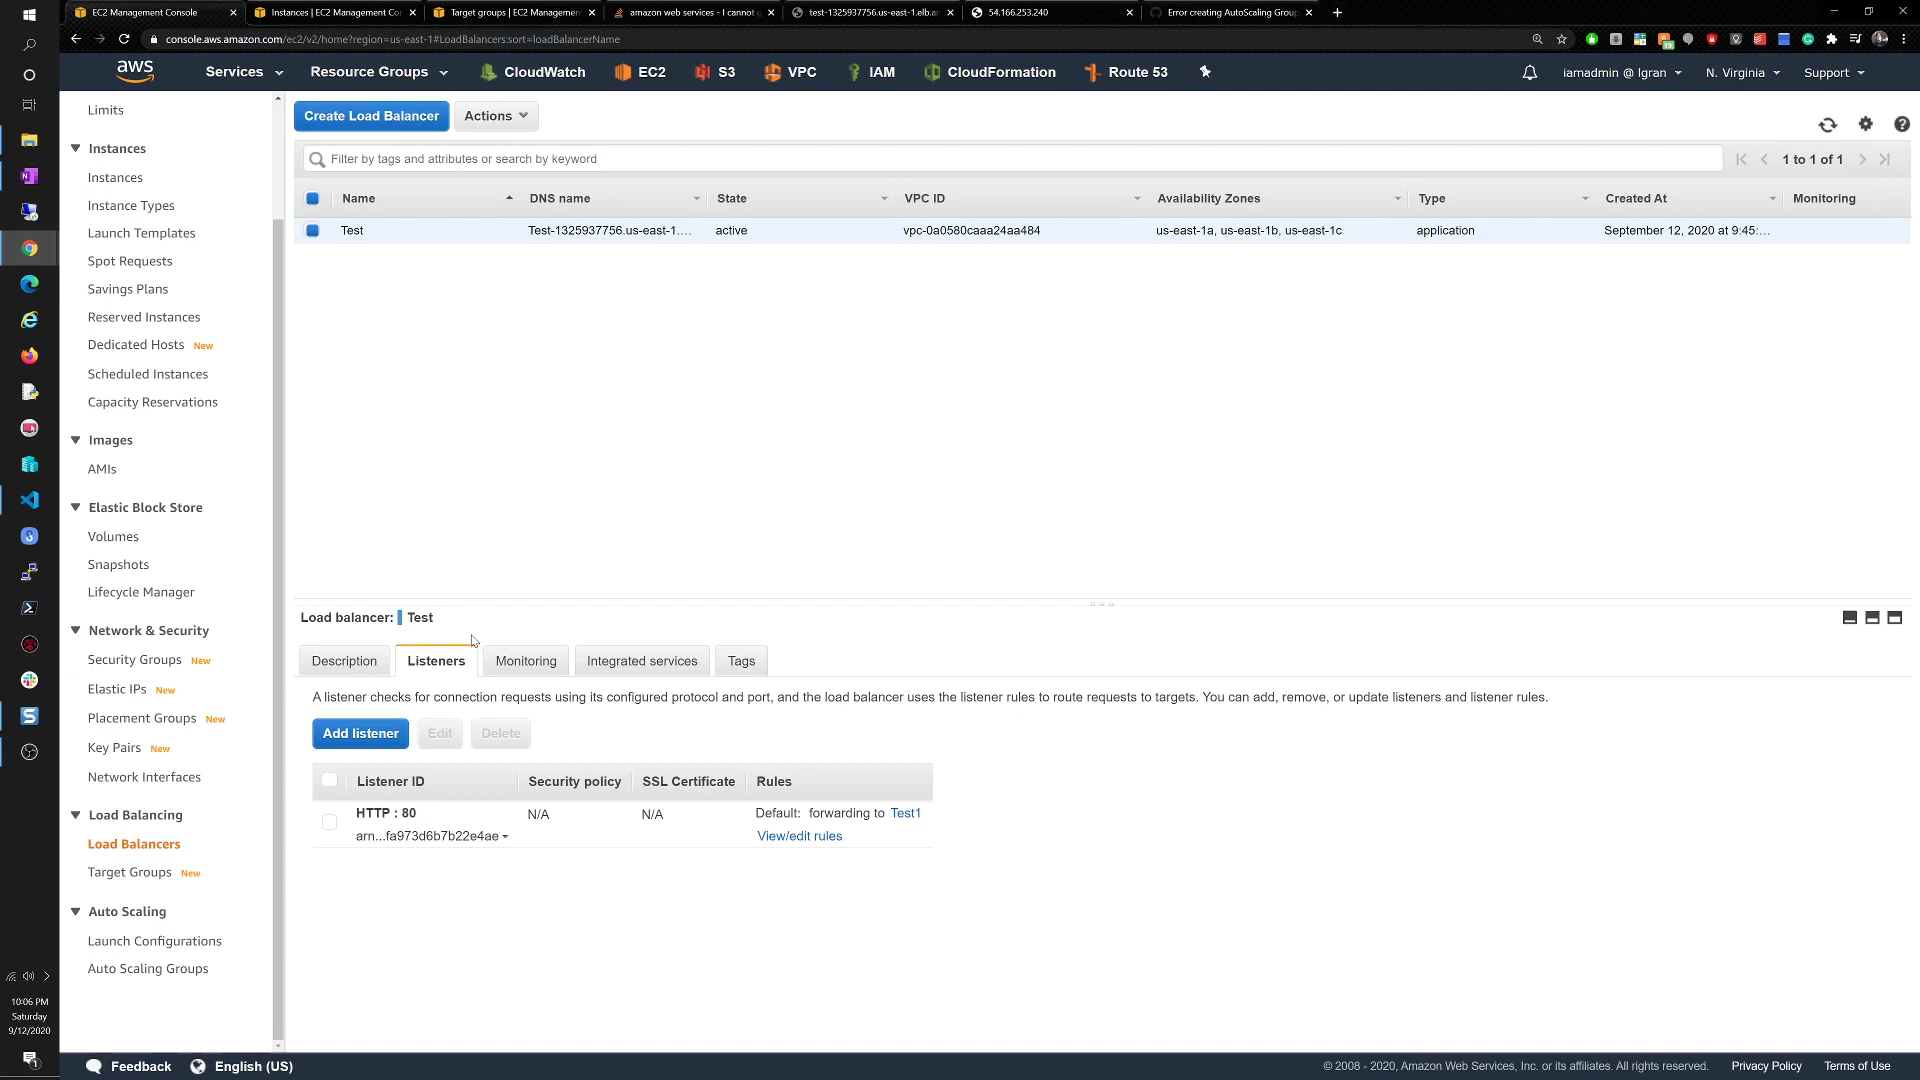 EC2 Management Console
Instances | EC2 Management Co
Target groups | EC2 Management
amazon web services - I cannot g
test-1325937756.us-east-1.elb.an
54.166.253.240
Error creating AutoScaling Group
console.aws.amazon.com/ec2/v2/home?region=us-east-1#LoadBalancers:sort=loadBalancerName
aws
Services
Resource Groups
CloudWatch
EC2
S3
VPC
IAM
CloudFormation
Route 53
iamadmin @ Igran
N. Virginia
Support
Limits
Instances
Instances
Instance Types
Launch Templates
Spot Requests
Savings Plans
Reserved Instances
Dedicated Hosts New
Scheduled Instances
Capacity Reservations
Images
AMIs
Elastic Block Store
Volumes
Snapshots
Lifecycle Manager
Network & Security
Security Groups New
Elastic IPs New
Placement Groups New
Key Pairs New
Network Interfaces
Load Balancing
Load Balancers
Target Groups New
Auto Scaling
Launch Configurations
Auto Scaling Groups
Create Load Balancer
Actions
Filter by tags and attributes or search by keyword
1 to 1 of 1
Name DNS name State VPC ID Availability Zones Type Created At Monitoring
Test Test-1325937756.us-east-1.... active vpc-0a0580caaa24aa484 us-east-1a, us-east-1b, us-east-1c application September 12, 2020 at 9:45:...
Load balancer: Test
Description Listeners Monitoring Integrated services Tags
A listener checks for connection requests using its configured protocol and port, and the load balancer uses the listener rules to route requests to targets. You can add, remove, or update listeners and listener rules.
Add listener Edit Delete
Listener ID Security policy SSL Certificate Rules
HTTP : 80 N/A N/A Default: forwarding to Test1
arn...fa973d6b7b22e4ae View/edit rules
10:06 PM
Saturday
9/12/2020
Feedback
English (US)
© 2008 - 2020, Amazon Web Services, Inc. or its affiliates. All rights reserved.
Privacy Policy
Terms of Use